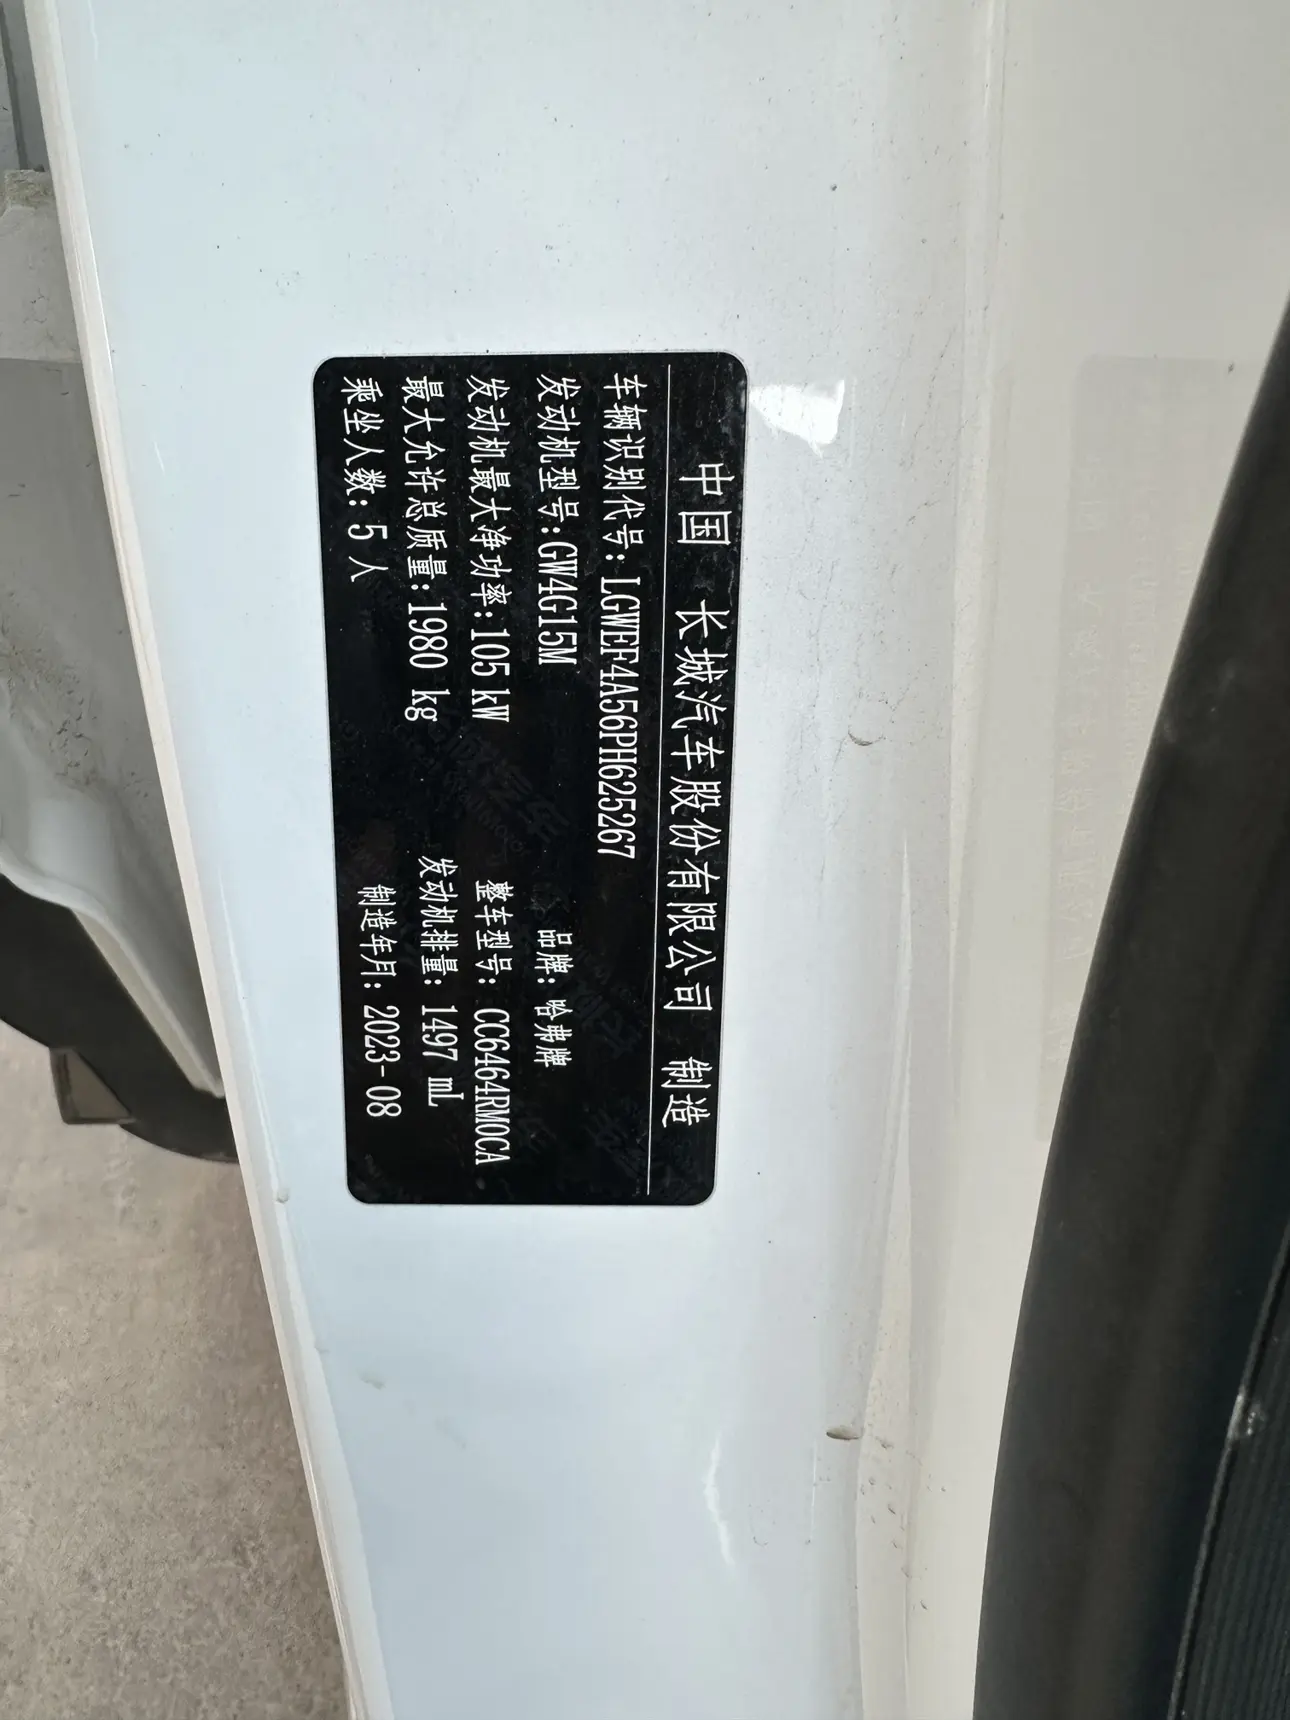 中国 长城汽车股份有限公司 制造
车辆识别代号:LGWEF4A56PH625267
发动机型号:GW4G15M 品牌:哈弗牌
发动机最大净功率:105 kW 整车型号:CC6464RM0CA
最大允许总质量:1980 kg 发动机排量:1497 mL
乘坐人数:5 人 制造年月:2023-08